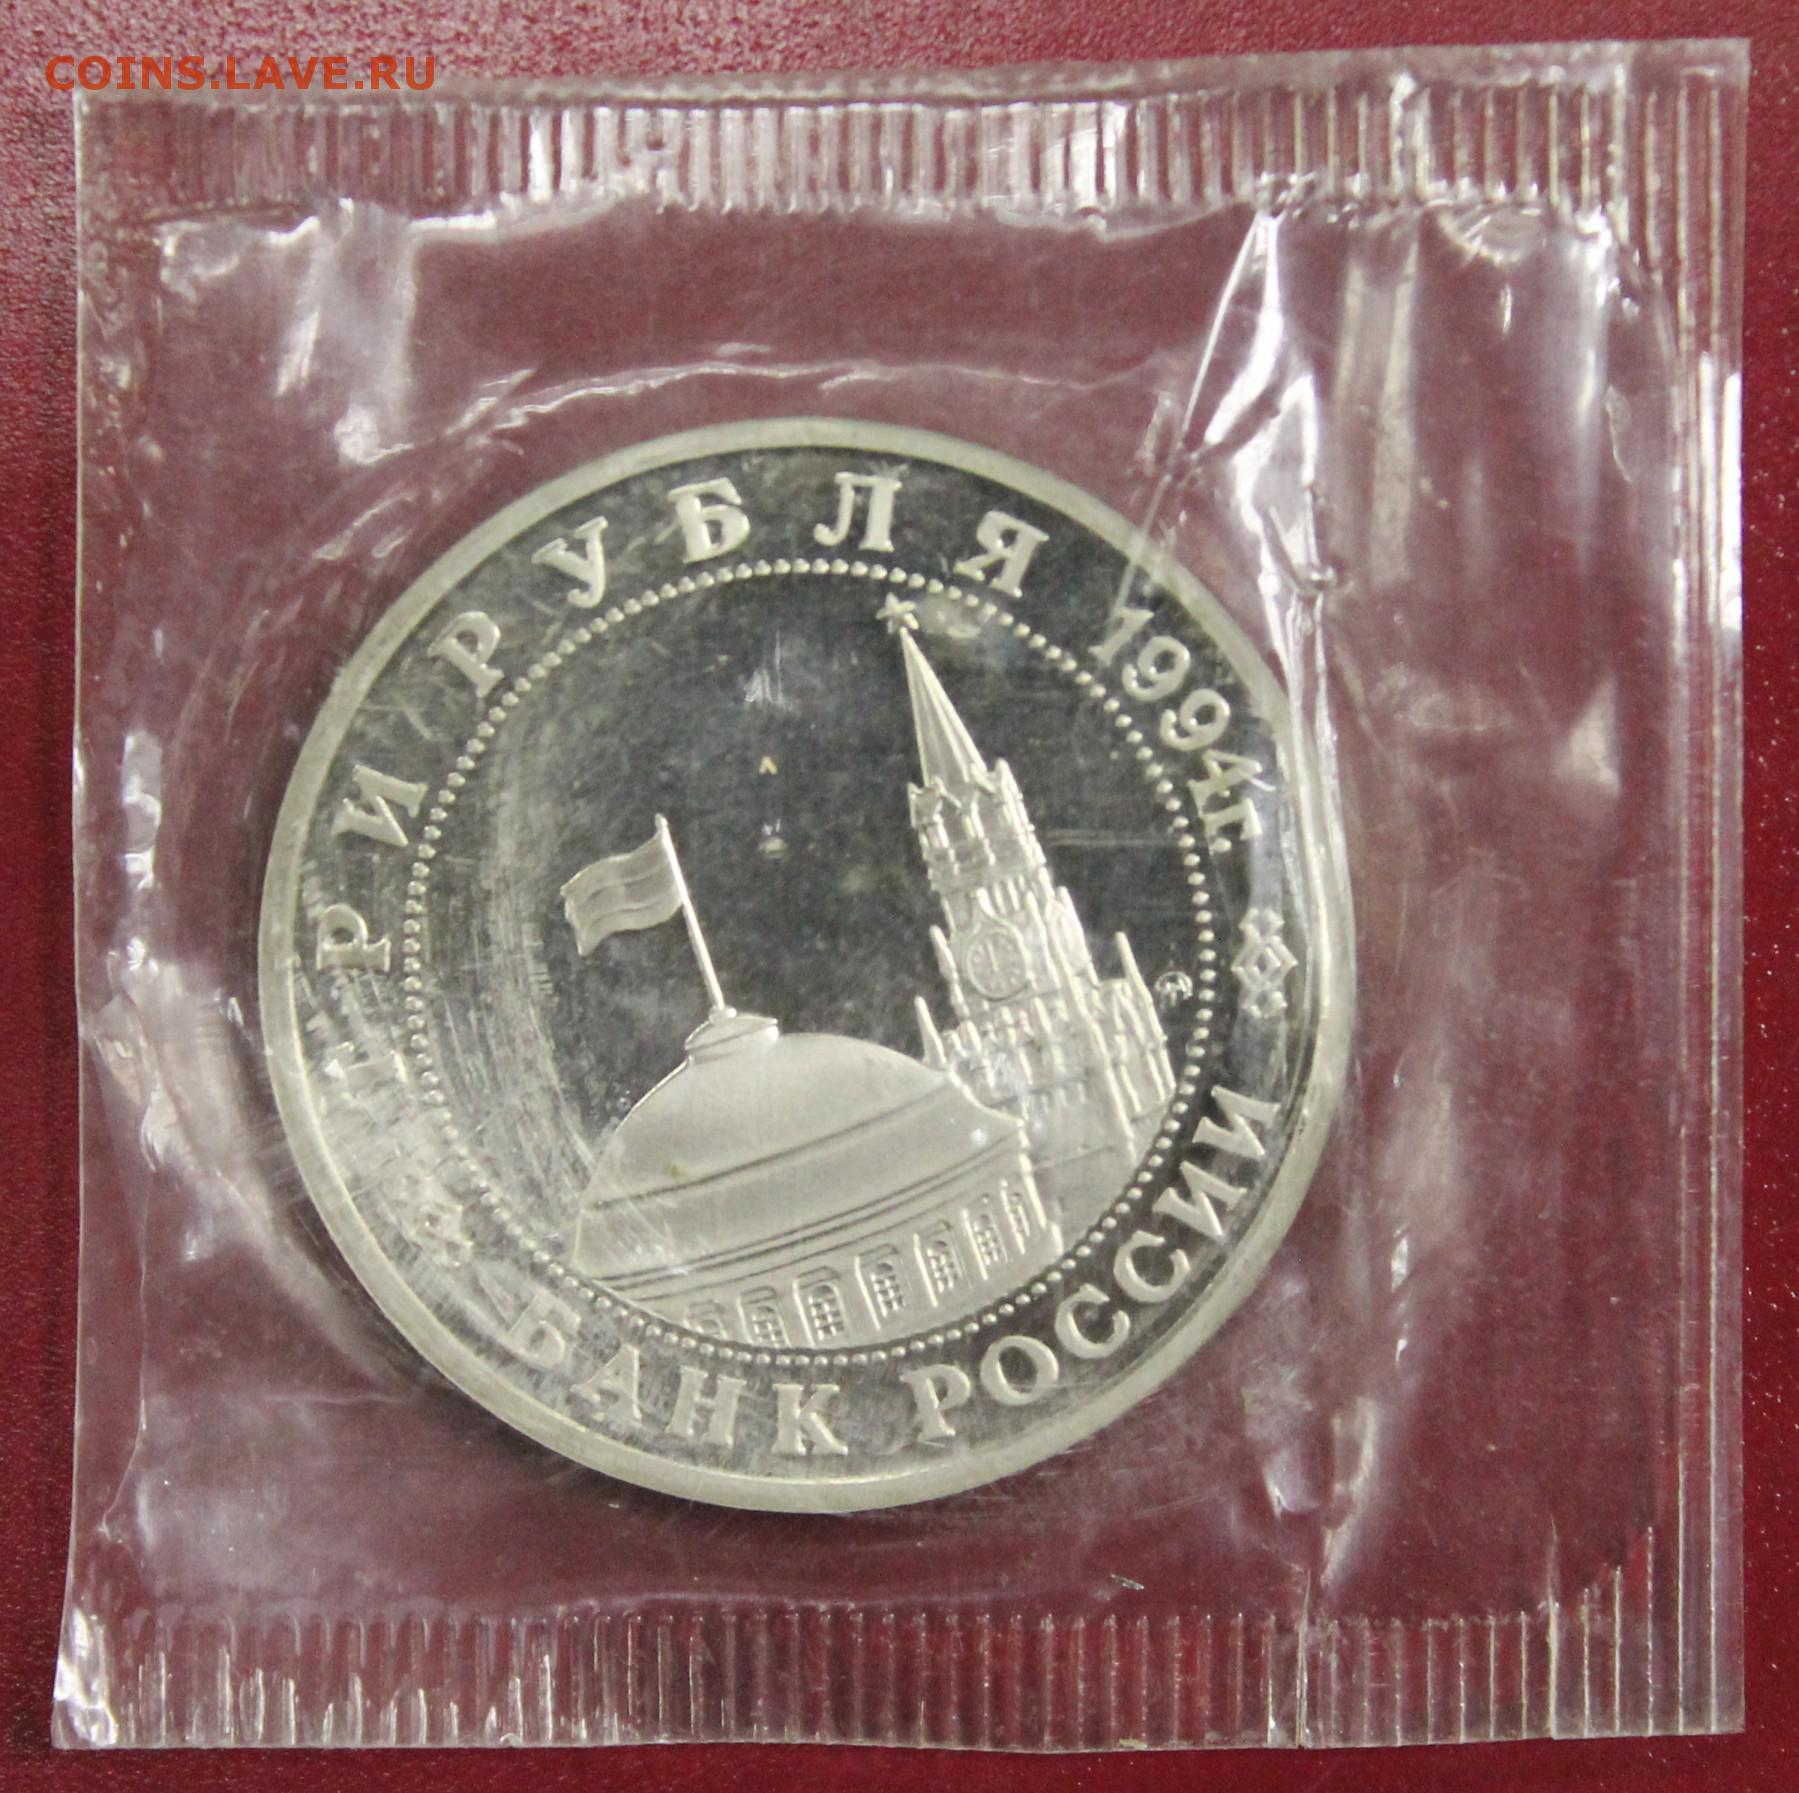 COINS.LAVE.RU
ТРИ РУБЛЯ 1994г.
БАНК РОССИИ